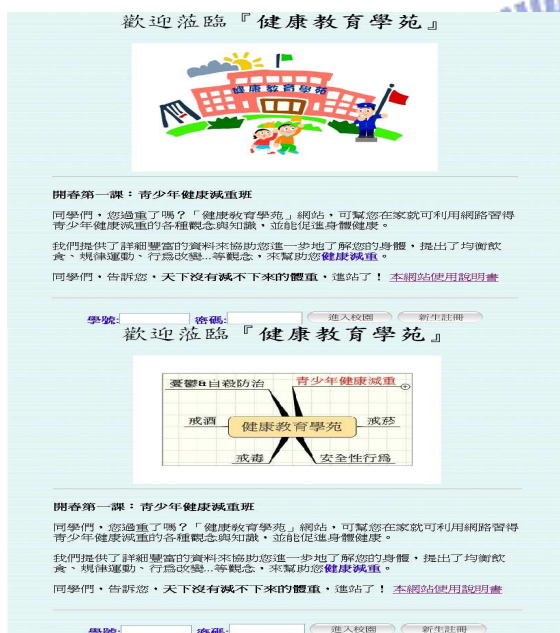 歡迎蒞臨『健康教育學苑』
健康教育學苑
開春第一課：青少年健康減重班
同學們，您過重了嗎？「健康教育學苑」網站，可幫您在家就可利用網路習得
青少年健康減重的各種觀念與知識，並能促進身體健康。
我們提供了詳細豐富的資料來協助您進一步地了解您的身體，提出了均衡飲
食、規律運動、行為改變...等觀念，來幫助您健康減重。
同學們，告訴您，天下沒有減不下來的體重，進站了！ 本網站使用說明書
學號: 密碼: 進入校園 新生註冊
歡迎蒞臨『健康教育學苑』
憂鬱&自殺防治 青少年健康減重
戒酒 健康教育學苑 戒菸
戒毒 安全性行為
開春第一課：青少年健康減重班
同學們，您過重了嗎？「健康教育學苑」網站，可幫您在家就可利用網路習得
青少年健康減重的各種觀念與知識，並能促進身體健康。
我們提供了詳細豐富的資料來協助您進一步地了解您的身體，提出了均衡飲
食、規律運動、行為改變...等觀念，來幫助您健康減重。
同學們，告訴您，天下沒有減不下來的體重，進站了！ 本網站使用說明書
學號: 密碼: 進入校園 新生註冊